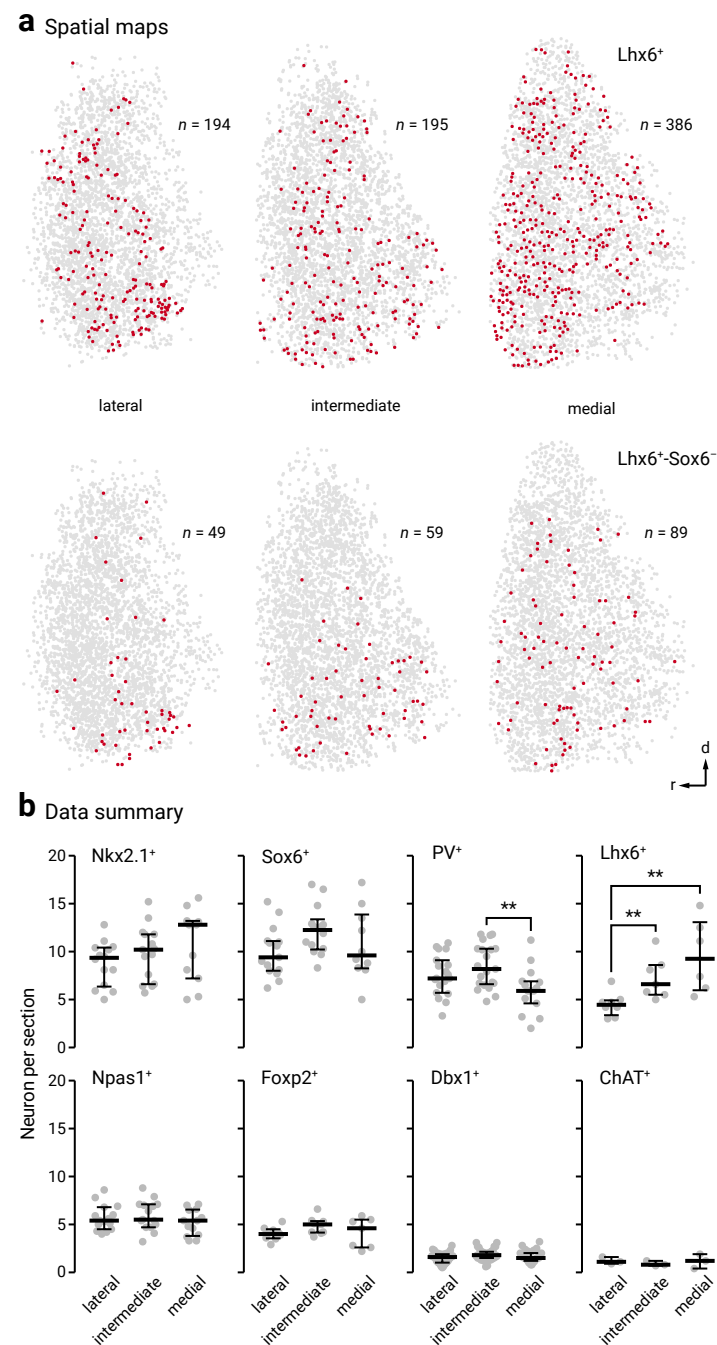 a Spatial maps
Lhx6⁺
n = 194
n = 195
n = 386
lateral
intermediate
medial
Lhx6⁺-Sox6⁻
n = 49
n = 59
n = 89
d
r
b Data summary
Neuron per section
Nkx2.1⁺
Sox6⁺
PV⁺
Lhx6⁺
20
15
10
5
0
**
**
**
Npas1⁺
Foxp2⁺
Dbx1⁺
ChAT⁺
20
15
10
5
0
lateral
intermediate
medial
lateral
intermediate
medial
lateral
intermediate
medial
lateral
intermediate
medial